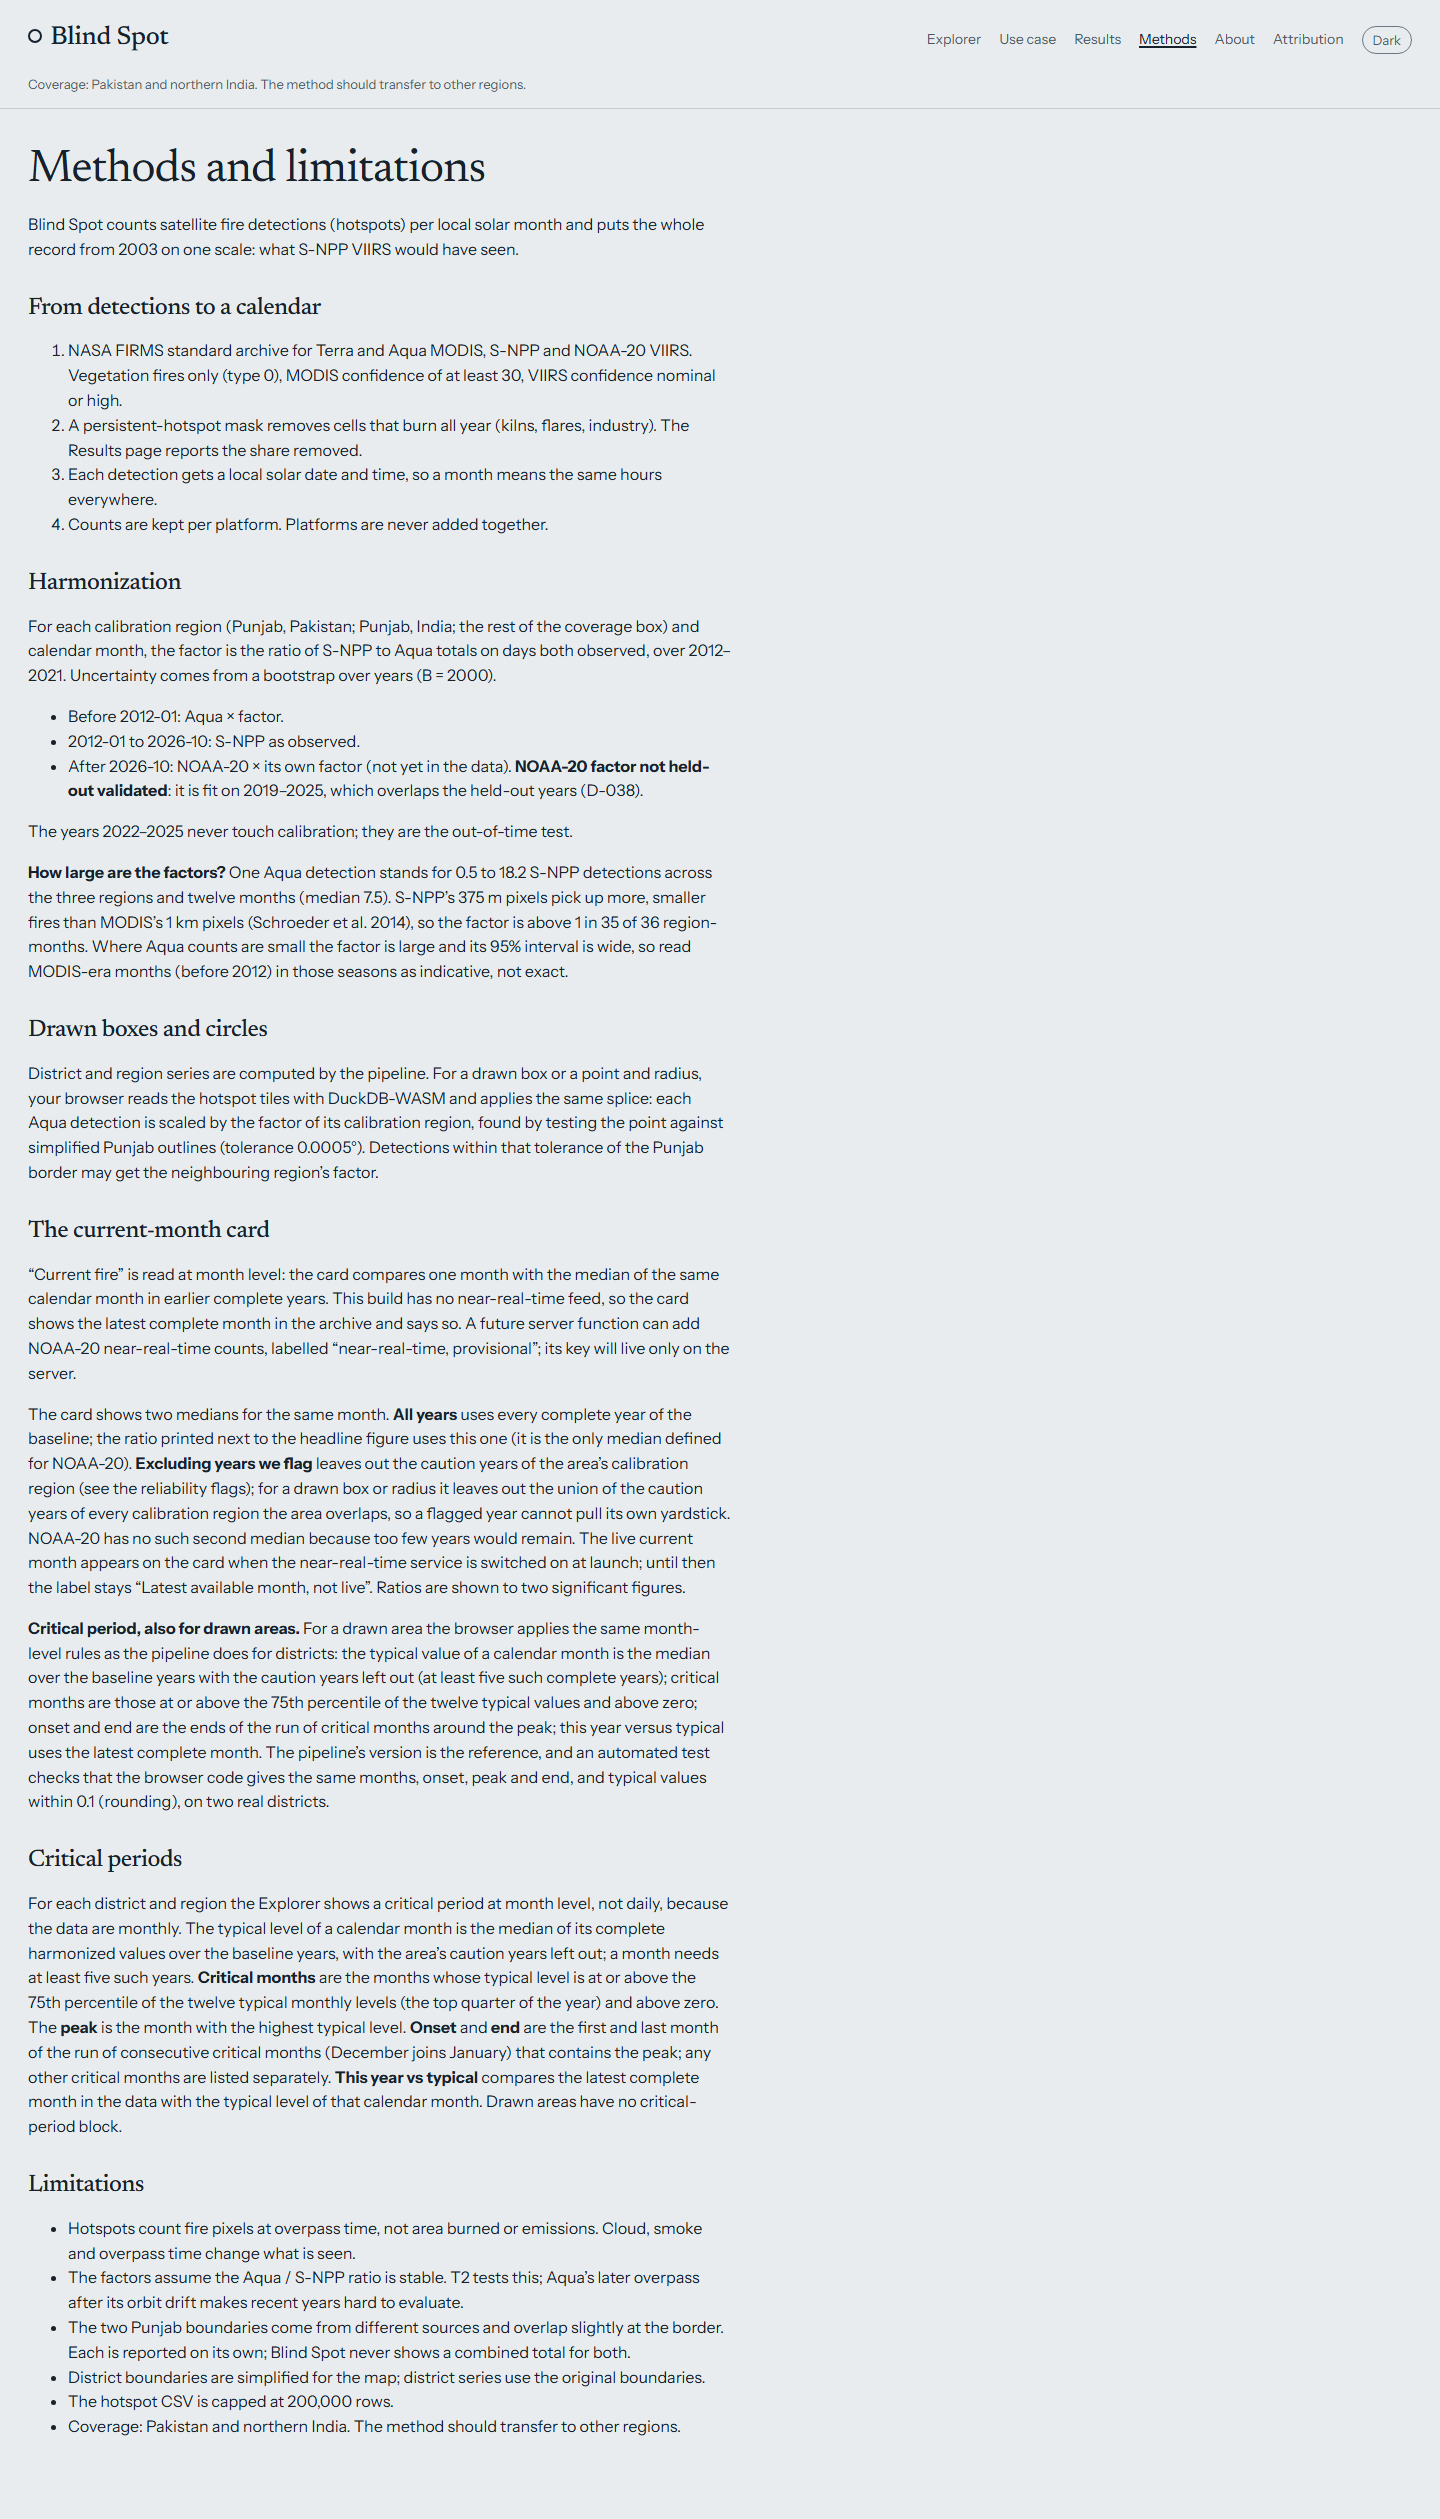 Blind Spot
Explorer Use case Results Methods About Attribution Dark
Coverage: Pakistan and northern India. The method should transfer to other regions.
Methods and limitations
Blind Spot counts satellite fire detections (hotspots) per local solar month and puts the whole
record from 2003 on one scale: what S-NPP VIIRS would have seen.
From detections to a calendar
1. NASA FIRMS standard archive for Terra and Aqua MODIS, S-NPP and NOAA-20 VIIRS.
Vegetation fires only (type 0), MODIS confidence of at least 30, VIIRS confidence nominal
or high.
2. A persistent-hotspot mask removes cells that burn all year (kilns, flares, industry). The
Results page reports the share removed.
3. Each detection gets a local solar date and time, so a month means the same hours
everywhere.
4. Counts are kept per platform. Platforms are never added together.
Harmonization
For each calibration region (Punjab, Pakistan; Punjab, India; the rest of the coverage box) and
calendar month, the factor is the ratio of S-NPP to Aqua totals on days both observed, over 2012–
2021. Uncertainty comes from a bootstrap over years (B = 2000).
• Before 2012-01: Aqua × factor.
• 2012-01 to 2026-10: S-NPP as observed.
• After 2026-10: NOAA-20 × its own factor (not yet in the data). NOAA-20 factor not held-
out validated: it is fit on 2019–2025, which overlaps the held-out years (D-038).
The years 2022–2025 never touch calibration; they are the out-of-time test.
How large are the factors? One Aqua detection stands for 0.5 to 18.2 S-NPP detections across
the three regions and twelve months (median 7.5). S-NPP’s 375 m pixels pick up more, smaller
fires than MODIS’s 1 km pixels (Schroeder et al. 2014), so the factor is above 1 in 35 of 36 region-
months. Where Aqua counts are small the factor is large and its 95% interval is wide, so read
MODIS-era months (before 2012) in those seasons as indicative, not exact.
Drawn boxes and circles
District and region series are computed by the pipeline. For a drawn box or a point and radius,
your browser reads the hotspot tiles with DuckDB-WASM and applies the same splice: each
Aqua detection is scaled by the factor of its calibration region, found by testing the point against
simplified Punjab outlines (tolerance 0.0005°). Detections within that tolerance of the Punjab
border may get the neighbouring region’s factor.
The current-month card
“Current fire” is read at month level: the card compares one month with the median of the same
calendar month in earlier complete years. This build has no near-real-time feed, so the card
shows the latest complete month in the archive and says so. A future server function can add
NOAA-20 near-real-time counts, labelled “near-real-time, provisional”; its key will live only on the
server.
The card shows two medians for the same month. All years uses every complete year of the
baseline; the ratio printed next to the headline figure uses this one (it is the only median defined
for NOAA-20). Excluding years we flag leaves out the caution years of the area’s calibration
region (see the reliability flags); for a drawn box or radius it leaves out the union of the caution
years of every calibration region the area overlaps, so a flagged year cannot pull its own yardstick.
NOAA-20 has no such second median because too few years would remain. The live current
month appears on the card when the near-real-time service is switched on at launch; until then
the label stays “Latest available month, not live”. Ratios are shown to two significant figures.
Critical period, also for drawn areas. For a drawn area the browser applies the same month-
level rules as the pipeline does for districts: the typical value of a calendar month is the median
over the baseline years with the caution years left out (at least five such complete years); critical
months are those at or above the 75th percentile of the twelve typical values and above zero;
onset and end are the ends of the run of critical months around the peak; this year versus typical
uses the latest complete month. The pipeline’s version is the reference, and an automated test
checks that the browser code gives the same months, onset, peak and end, and typical values
within 0.1 (rounding), on two real districts.
Critical periods
For each district and region the Explorer shows a critical period at month level, not daily, because
the data are monthly. The typical level of a calendar month is the median of its complete
harmonized values over the baseline years, with the area’s caution years left out; a month needs
at least five such years. Critical months are the months whose typical level is at or above the
75th percentile of the twelve typical monthly levels (the top quarter of the year) and above zero.
The peak is the month with the highest typical level. Onset and end are the first and last month
of the run of consecutive critical months (December joins January) that contains the peak; any
other critical months are listed separately. This year vs typical compares the latest complete
month in the data with the typical level of that calendar month. Drawn areas have no critical-
period block.
Limitations
• Hotspots count fire pixels at overpass time, not area burned or emissions. Cloud, smoke
and overpass time change what is seen.
• The factors assume the Aqua / S-NPP ratio is stable. T2 tests this; Aqua’s later overpass
after its orbit drift makes recent years hard to evaluate.
• The two Punjab boundaries come from different sources and overlap slightly at the border.
Each is reported on its own; Blind Spot never shows a combined total for both.
• District boundaries are simplified for the map; district series use the original boundaries.
• The hotspot CSV is capped at 200,000 rows.
• Coverage: Pakistan and northern India. The method should transfer to other regions.